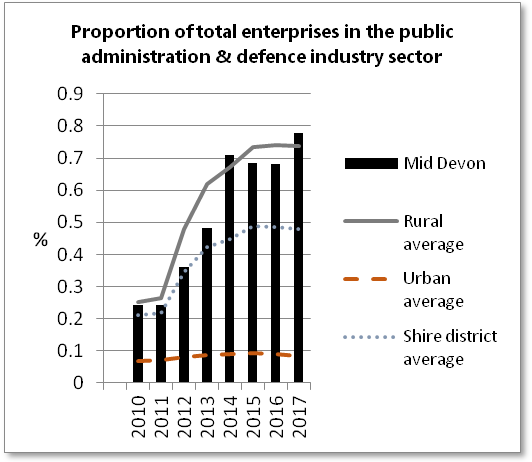 Proportion of total enterprises in the public
administration & defence industry sector
0.9
0.8
0.7
0.6
0.5
0.4
0.3
0.2
0.1
0
%
2010
2011
2012
2013
2014
2015
2016
2017
Mid Devon
Rural
average
Urban
average
Shire district
average